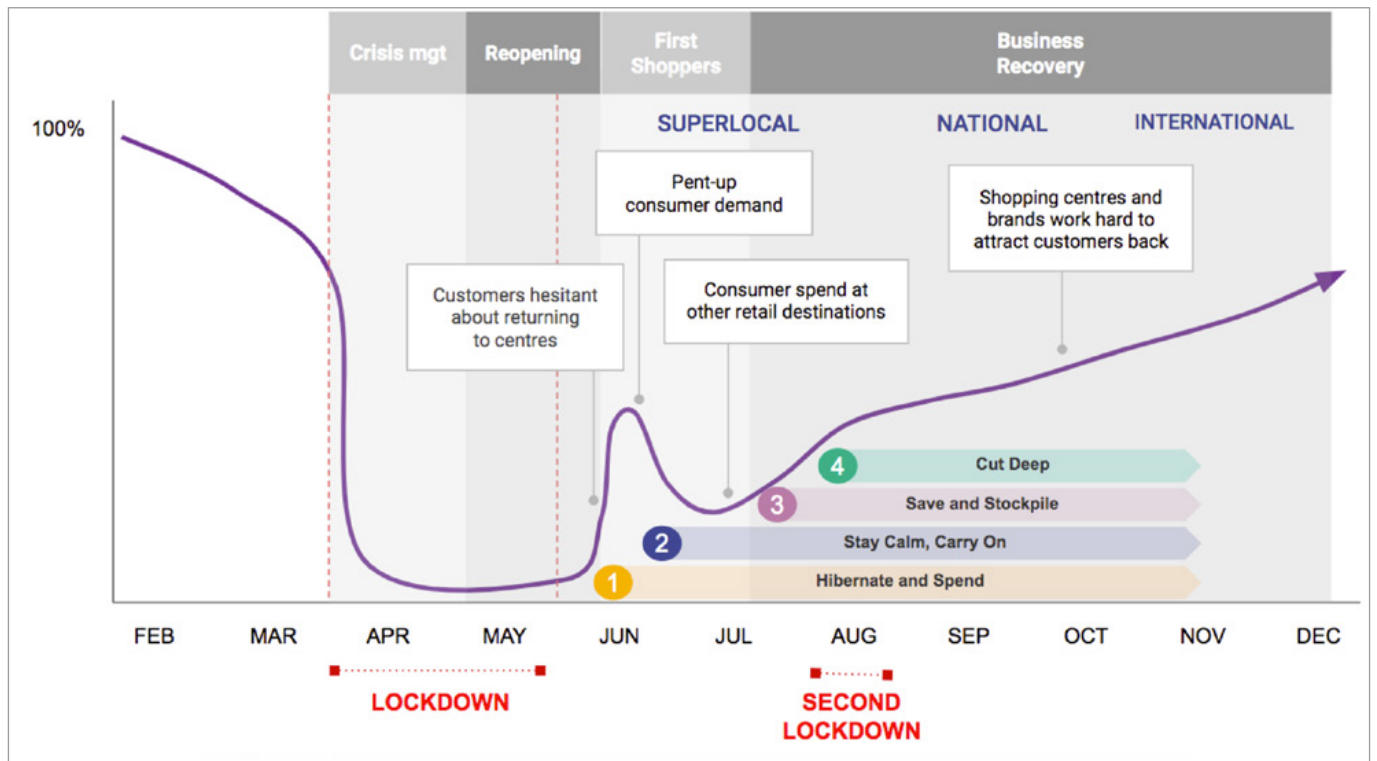 Crisis mgt
Reopening
First
Shoppers
Business
Recovery
100%
SUPERLOCAL
NATIONAL
INTERNATIONAL
Pent-up
consumer demand
Shopping centres and
brands work hard to
attract customers back
Customers hesitant
about returning
to centres
Consumer spend at
other retail destinations
4
Cut Deep
3
Save and Stockpile
2
Stay Calm, Carry On
1
Hibernate and Spend
FEB
MAR
APR
MAY
JUN
JUL
AUG
SEP
OCT
NOV
DEC
LOCKDOWN
SECOND
LOCKDOWN